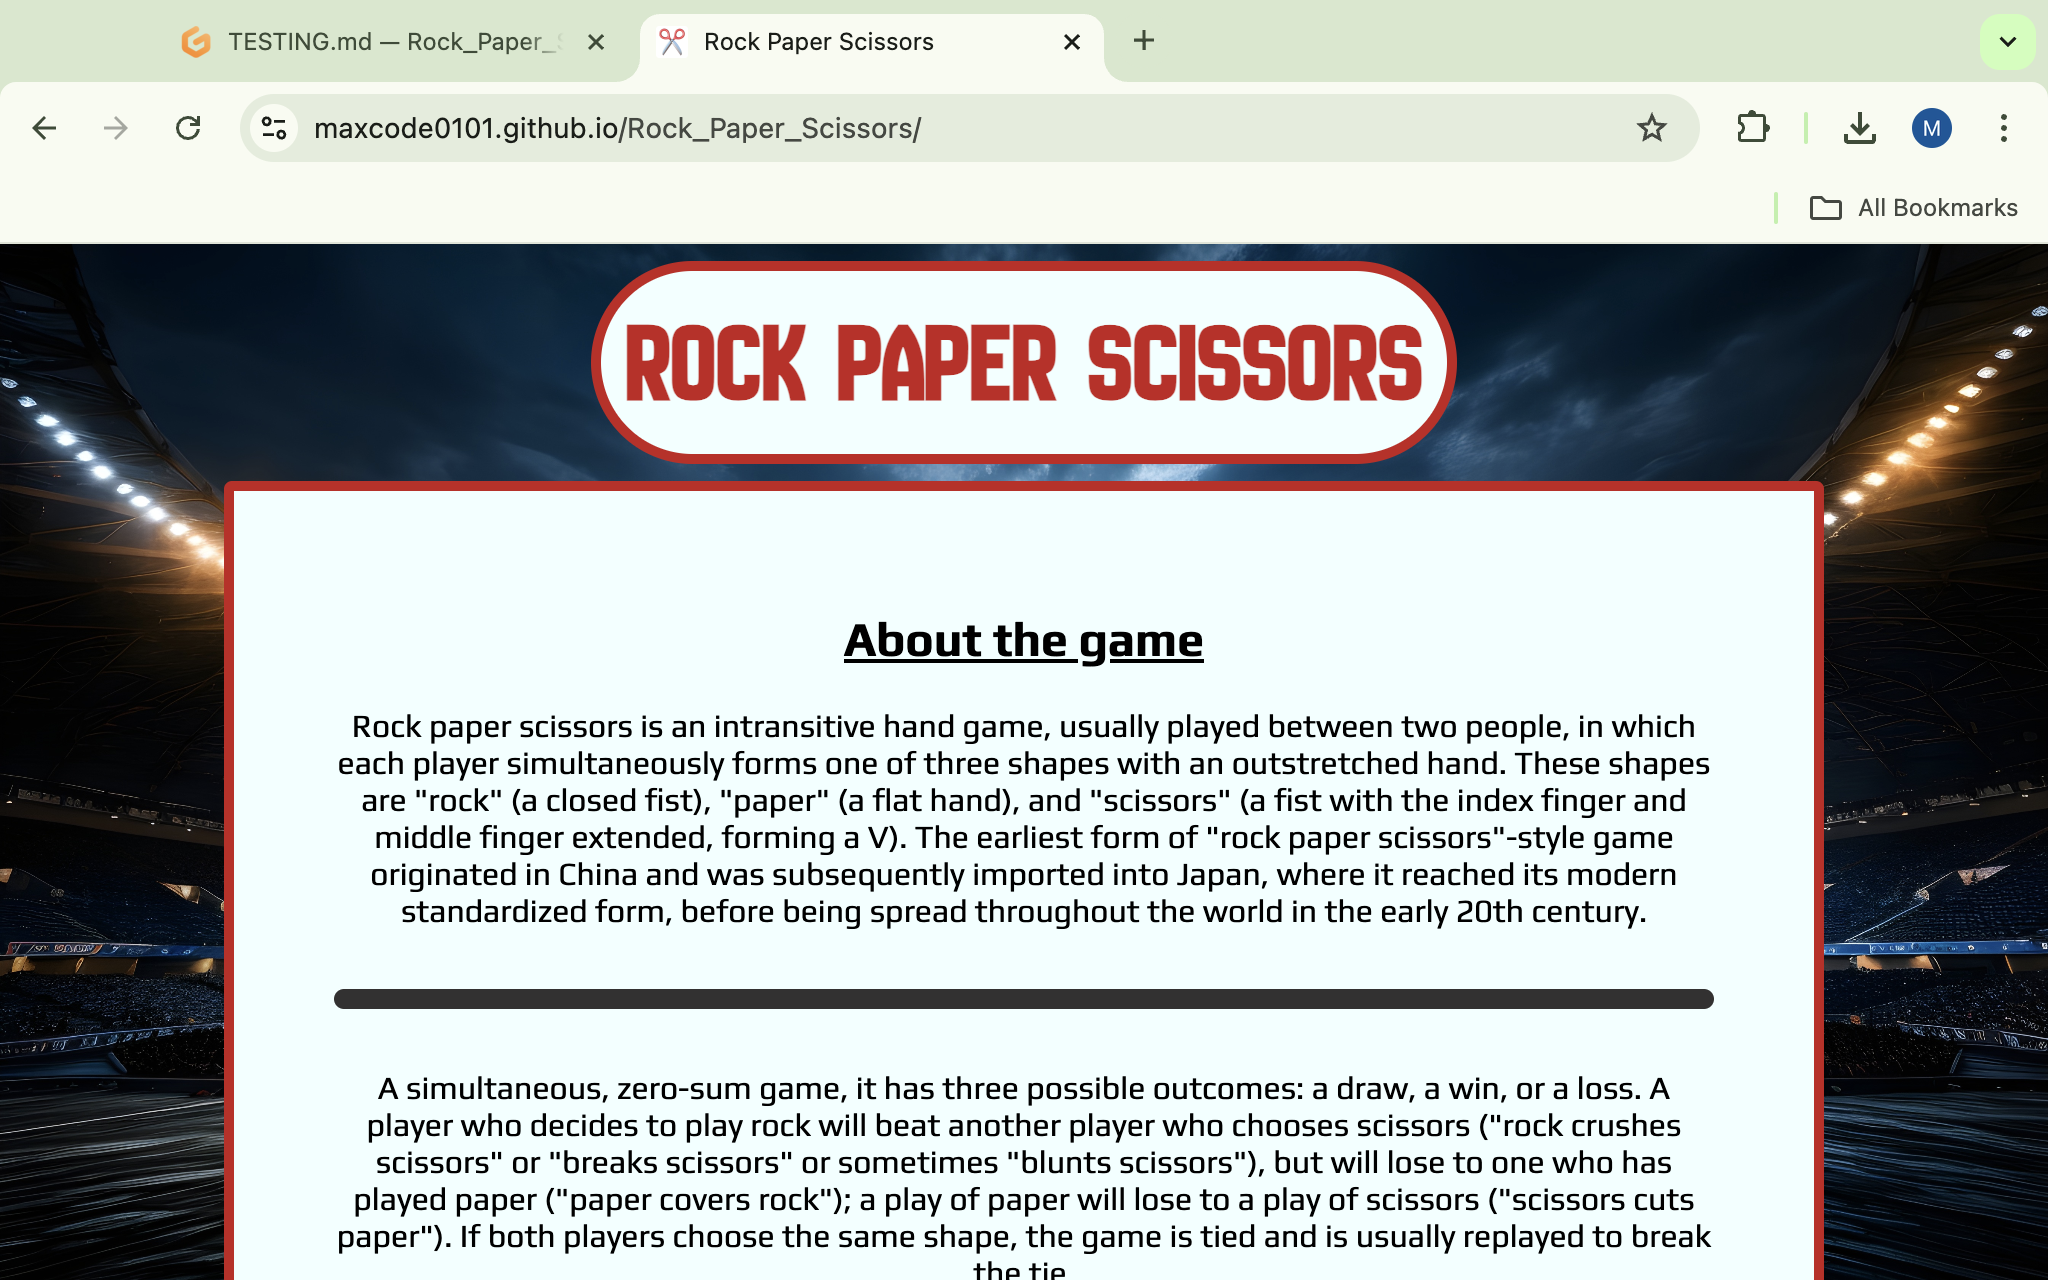 TESTING.md — Rock_Paper_
Rock Paper Scissors
maxcode0101.github.io/Rock_Paper_Scissors/
M
All Bookmarks
ROCK PAPER SCISSORS
About the game
Rock paper scissors is an intransitive hand game, usually played between two people, in which
each player simultaneously forms one of three shapes with an outstretched hand. These shapes
are "rock" (a closed fist), "paper" (a flat hand), and "scissors" (a fist with the index finger and
middle finger extended, forming a V). The earliest form of "rock paper scissors"-style game
originated in China and was subsequently imported into Japan, where it reached its modern
standardized form, before being spread throughout the world in the early 20th century.
A simultaneous, zero-sum game, it has three possible outcomes: a draw, a win, or a loss. A
player who decides to play rock will beat another player who chooses scissors ("rock crushes
scissors" or "breaks scissors" or sometimes "blunts scissors"), but will lose to one who has
played paper ("paper covers rock"); a play of paper will lose to a play of scissors ("scissors cuts
paper"). If both players choose the same shape, the game is tied and is usually replayed to break
the tie